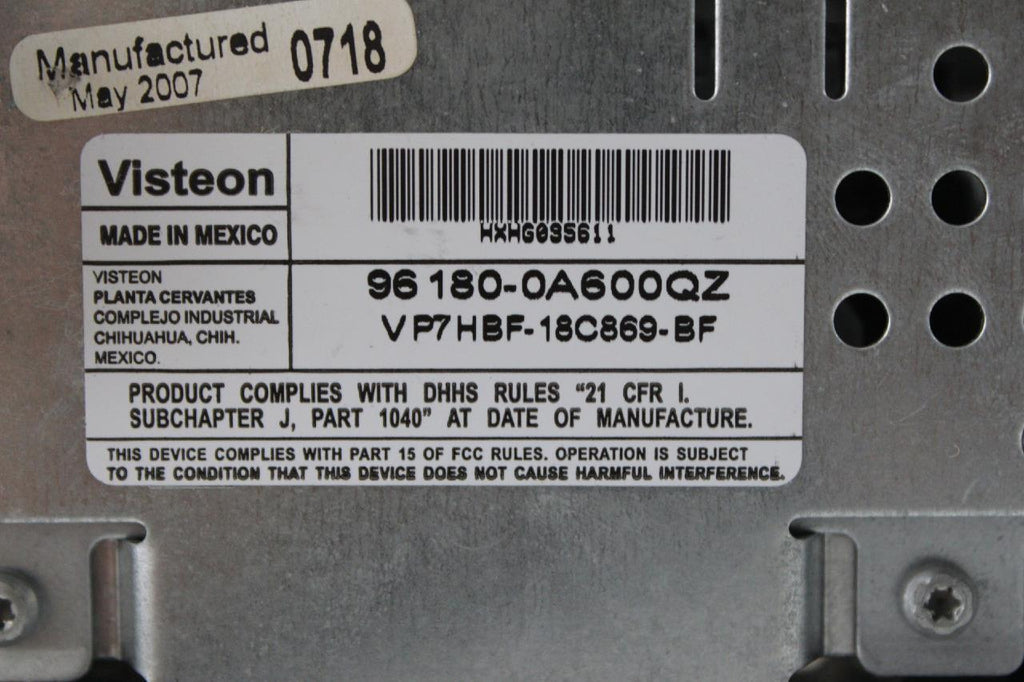 Manufactured
May 2007
0718
Visteon
MADE IN MEXICO
HXHG095611
VISTEON
PLANTA CERVANTES
COMPLEJO INDUSTRIAL
CHIHUAHUA, CHIH.
MEXICO.
96180-0A600QZ
VP7HBF-18C869-BF
PRODUCT COMPLIES WITH DHHS RULES "21 CFR I.
SUBCHAPTER J, PART 1040" AT DATE OF MANUFACTURE.
THIS DEVICE COMPLIES WITH PART 15 OF FCC RULES. OPERATION IS SUBJECT
TO THE CONDITION THAT THIS DEVICE DOES NOT CAUSE HARMFUL INTERFERENCE.